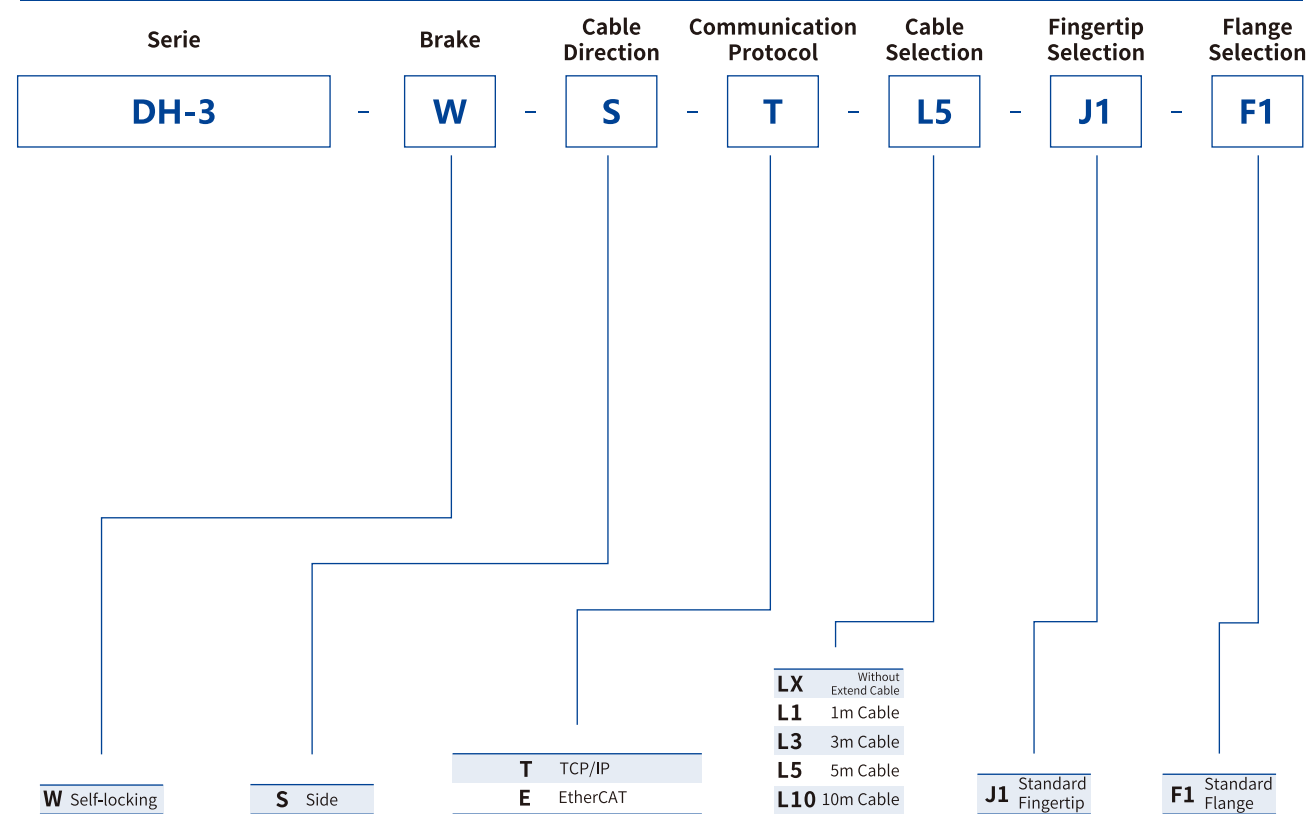 Serie
Brake
Cable
Direction
Communication
Protocol
Cable
Selection
Fingertip
Selection
Flange
Selection
DH-3 - W - S - T - L5 - J1 - F1
W Self-locking
S Side
T TCP/IP
E EtherCAT
LX Without
Extend Cable
L1 1m Cable
L3 3m Cable
L5 5m Cable
L10 10m Cable
J1 Standard
Fingertip
F1 Standard
Flange